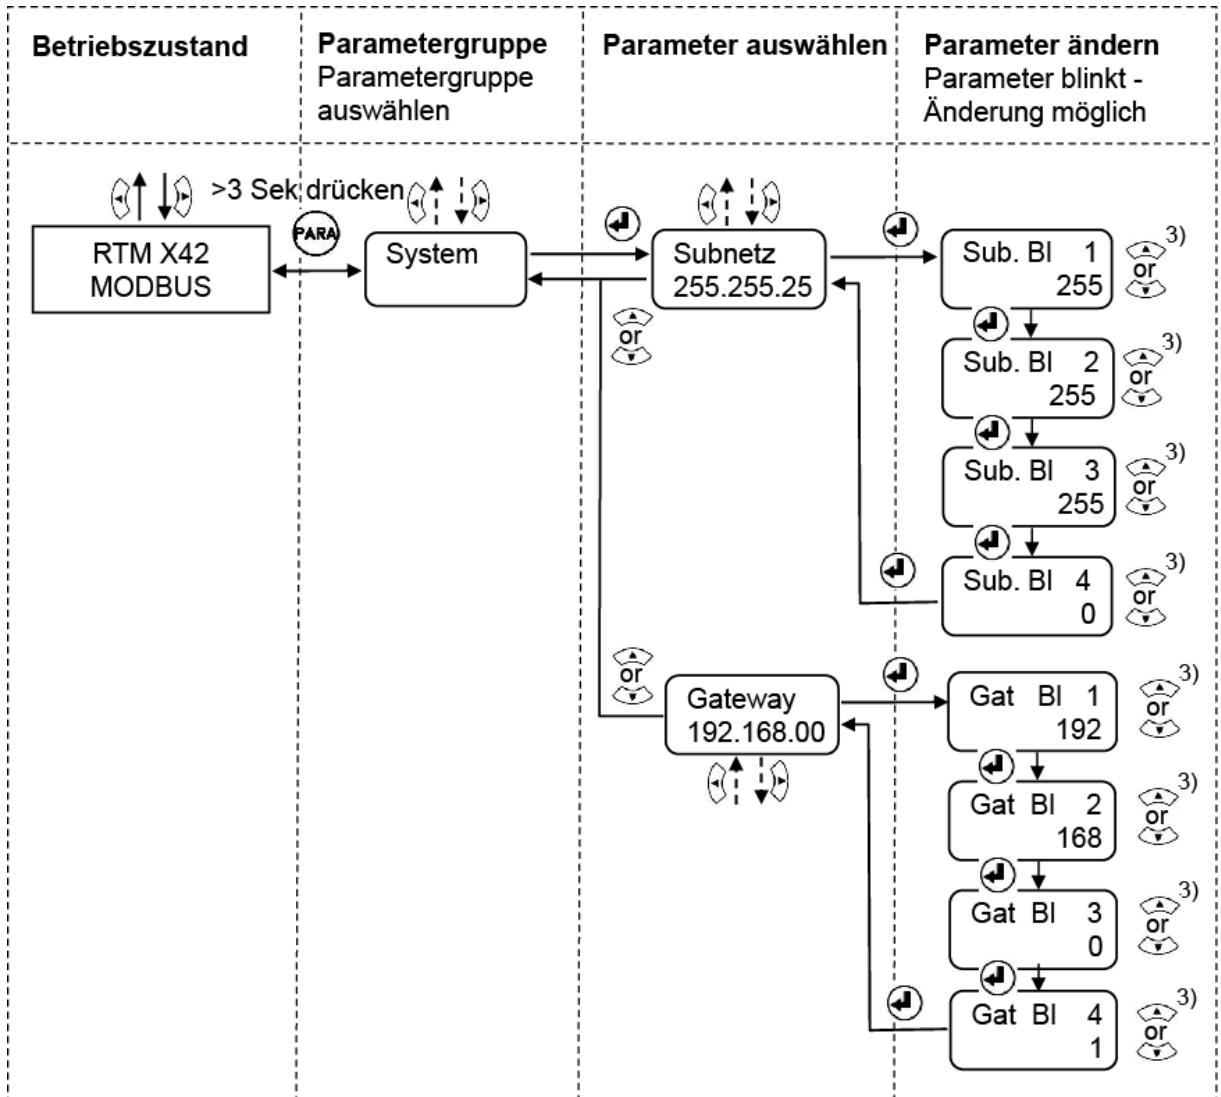 Betriebszustand
Parametergruppe
Parametergruppe
auswählen
Parameter auswählen
Parameter ändern
Parameter blinkt -
Änderung möglich
>3 Sek drücken
RTM X42
MODBUS
PARA
System
Subnetz
255.255.25
or
Sub. Bl 1
255
or
3)
Sub. Bl 2
255
or
3)
Sub. Bl 3
255
or
3)
Sub. Bl 4
0
or
3)
or
Gateway
192.168.00
Gat Bl 1
192
or
3)
Gat Bl 2
168
or
3)
Gat Bl 3
0
or
3)
Gat Bl 4
1
or
3)